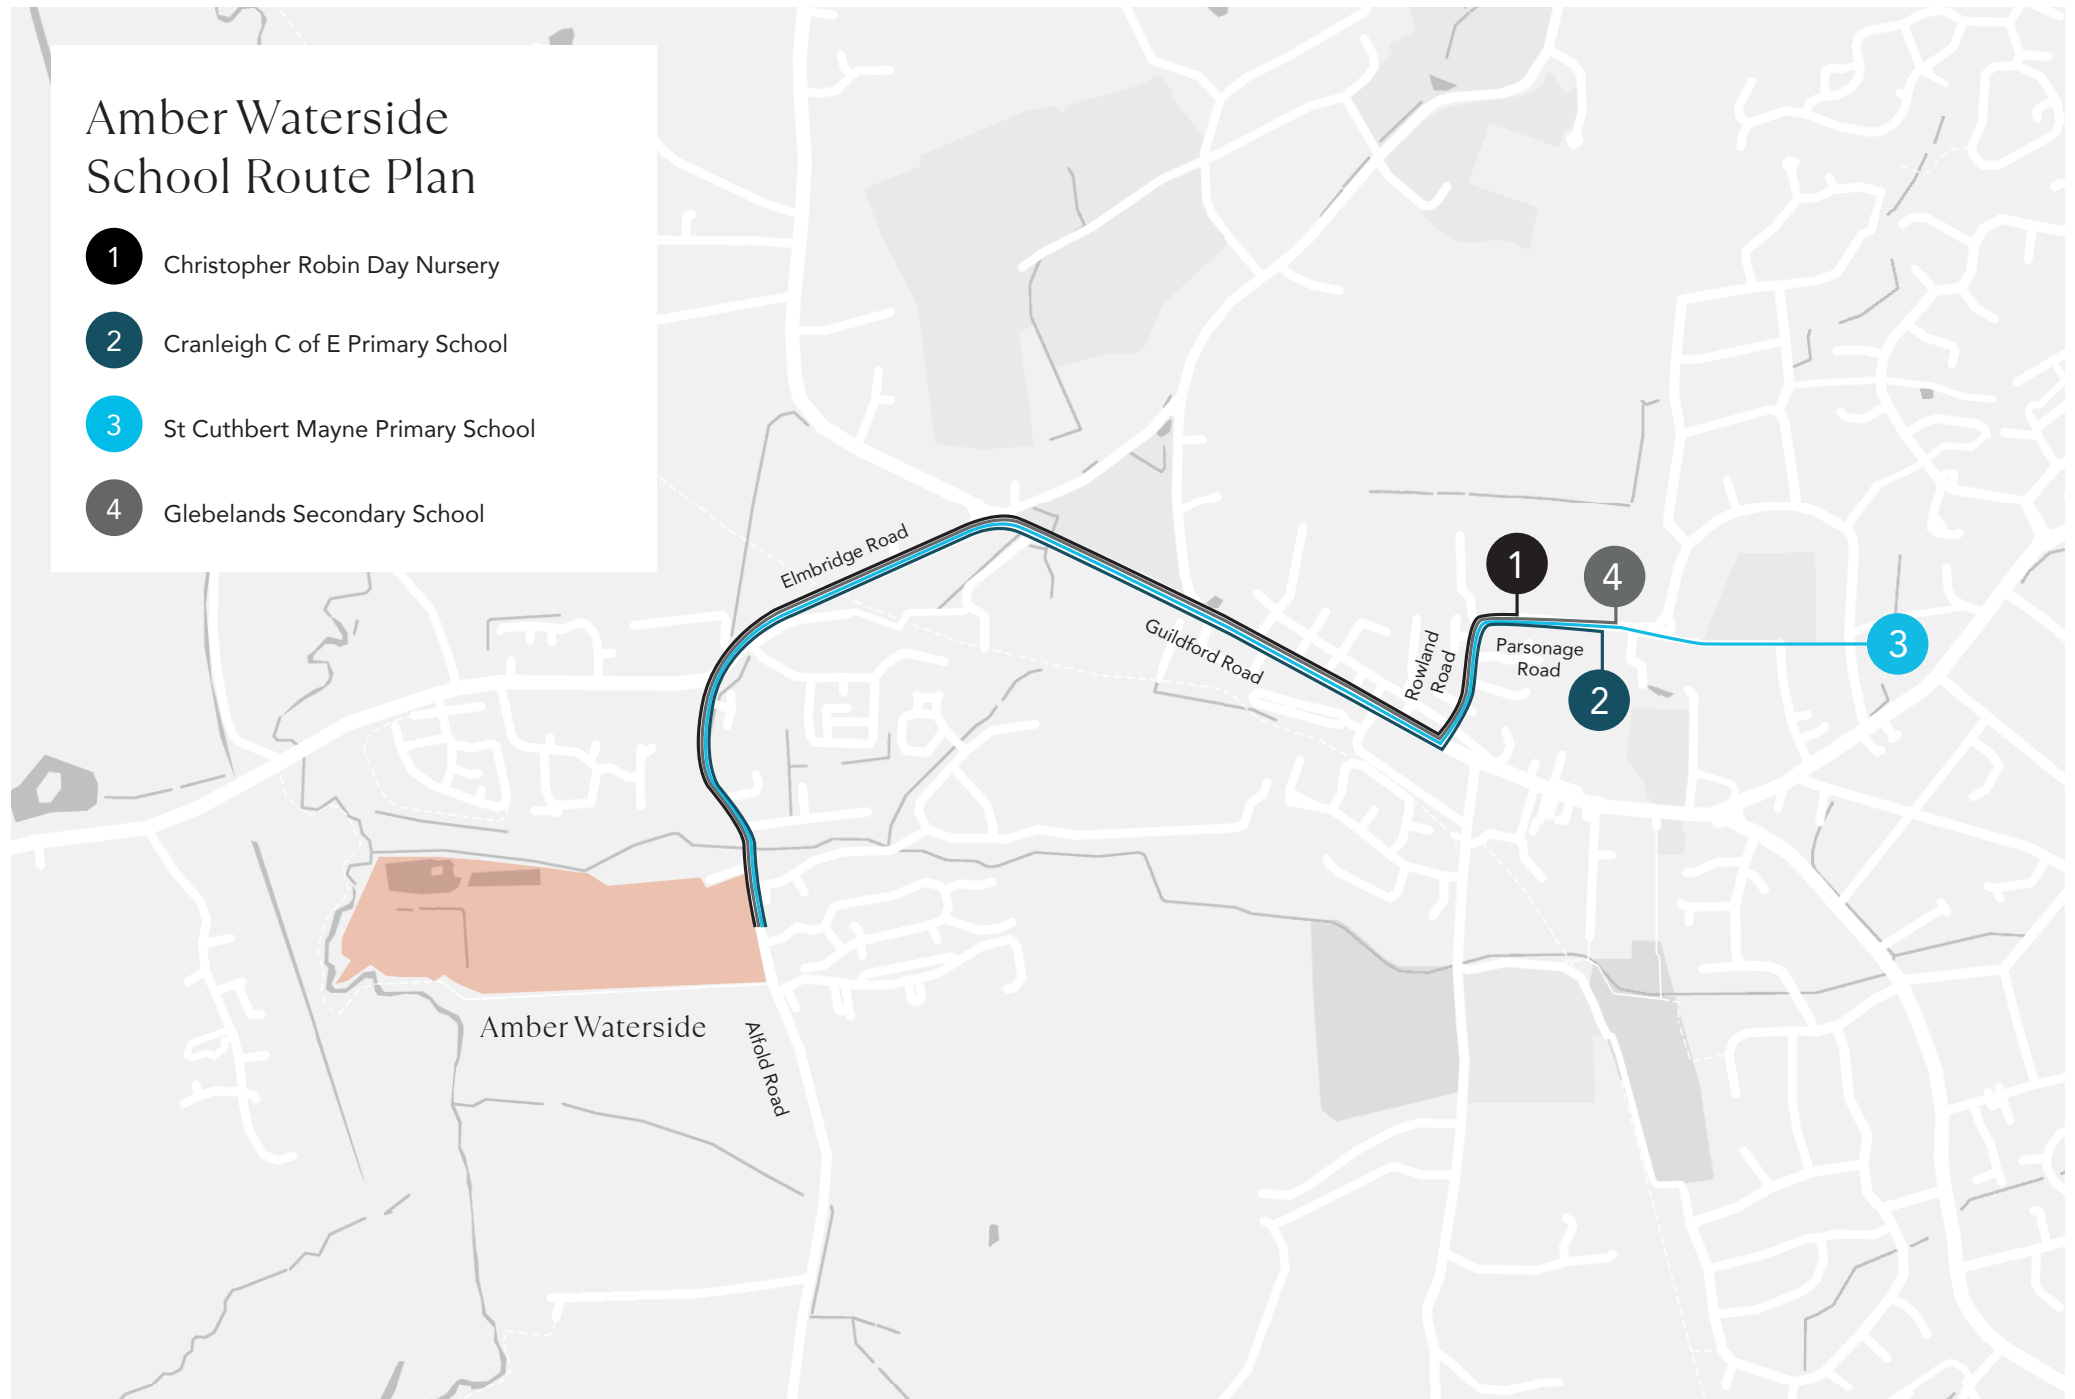 Amber Waterside
School Route Plan
1
Christopher Robin Day Nursery
2
Cranleigh C of E Primary School
3
St Cuthbert Mayne Primary School
4
Glebelands Secondary School
Elmbridge Road
Guildford Road
Rowland
Road
Parsonage
Road
1
4
3
2
Amber Waterside
Alfold Road